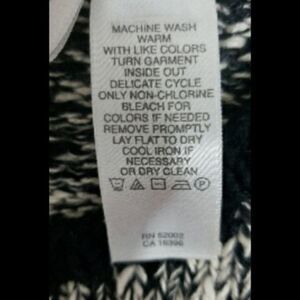 MACHINE WASH
WARM
WITH LIKE COLORS
TURN GARMENT
INSIDE OUT
DELICATE CYCLE
ONLY NON-CHLORINE
BLEACH FOR
COLORS IF NEEDED
REMOVE PROMPTLY
LAY FLAT TO DRY
COOL IRON IF
NECESSARY
OR DRY CLEAN
P
RN 52002
CA 16396